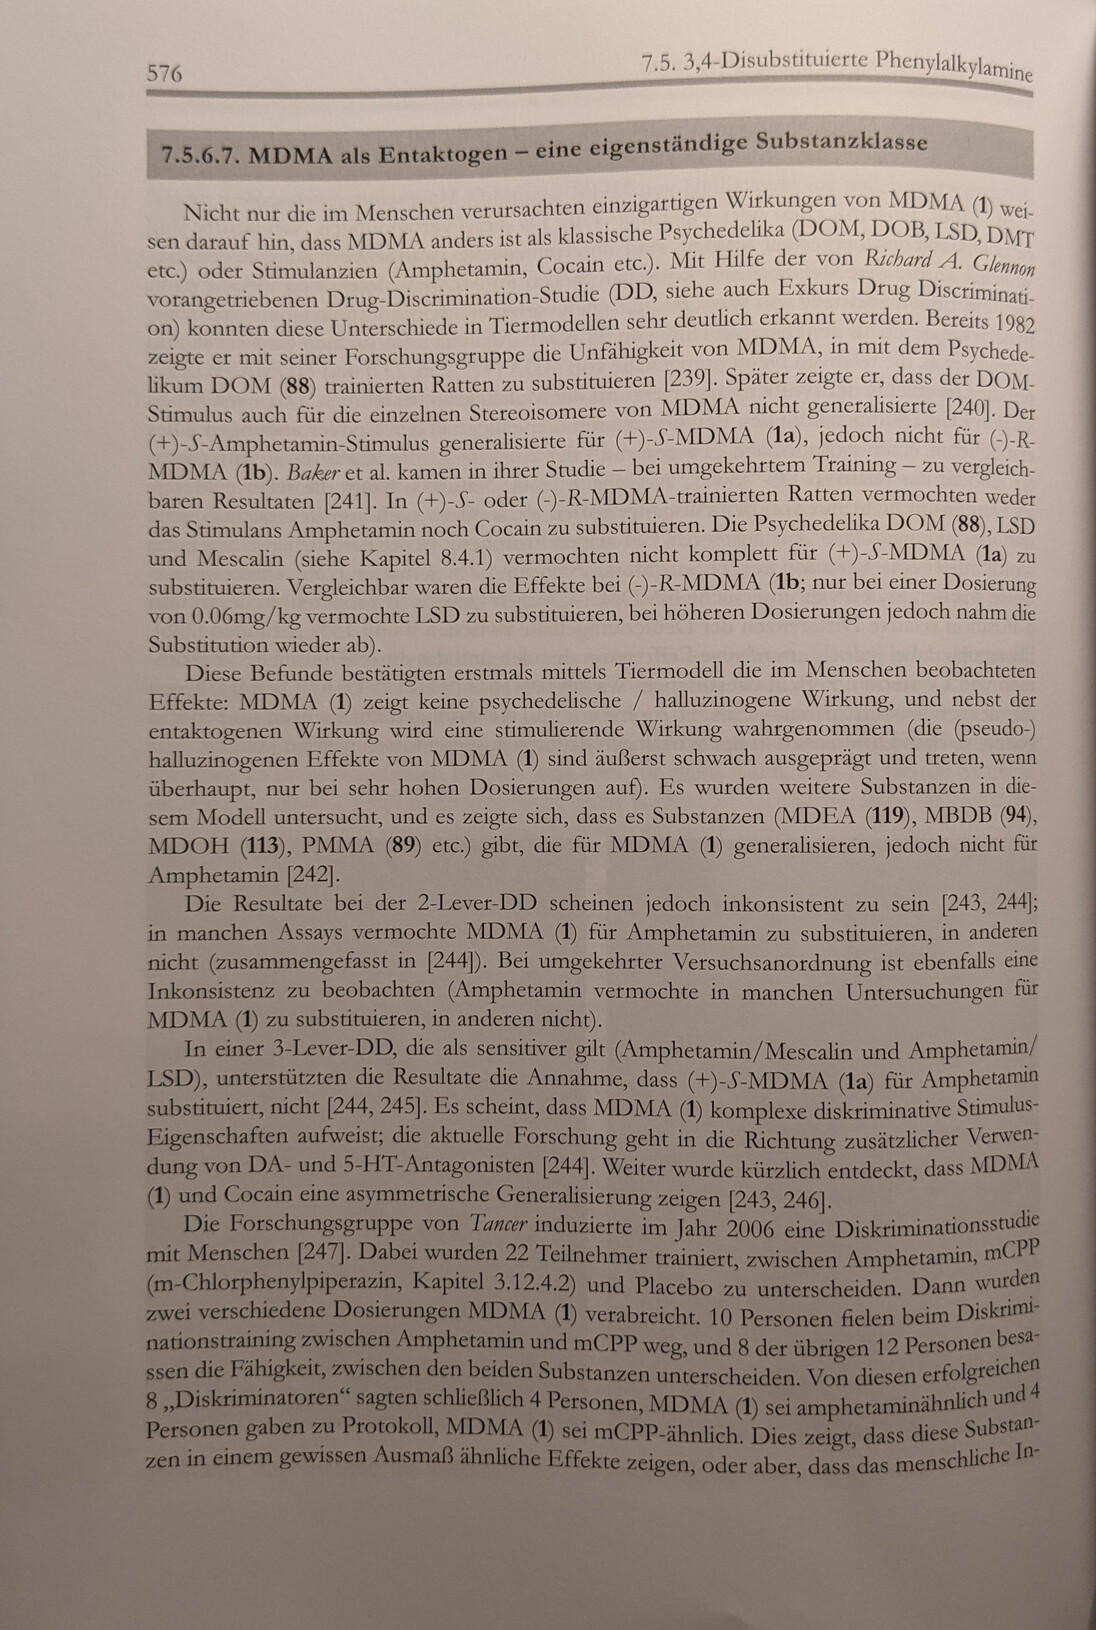 576
7.5. 3,4-Disubstituierte Phenylalkylamine
7.5.6.7. MDMA als Entaktogen – eine eigenständige Substanzklasse
Nicht nur die im Menschen verursachten einzigartigen Wirkungen von MDMA (1) wei-
sen darauf hin, dass MDMA anders ist als klassische Psychedelika (DOM, DOB, LSD, DMT
etc.) oder Stimulanzien (Amphetamin, Cocain etc.). Mit Hilfe der von Richard A. Glennon
vorangetriebenen Drug-Discrimination-Studie (DD, siehe auch Exkurs Drug Discriminati-
on) konnten diese Unterschiede in Tiermodellen sehr deutlich erkannt werden. Bereits 1982
zeigte er mit seiner Forschungsgruppe die Unfähigkeit von MDMA, in mit dem Psychede-
likum DOM (88) trainierten Ratten zu substituieren [239]. Später zeigte er, dass der DOM-
Stimulus auch für die einzelnen Stereoisomere von MDMA nicht generalisierte [240]. Der
(+)-S-Amphetamin-Stimulus generalisierte für (+)-S-MDMA (1a), jedoch nicht für (-)-R-
MDMA (1b). Baker et al. kamen in ihrer Studie – bei umgekehrtem Training – zu vergleich-
baren Resultaten [241]. In (+)-S- oder (-)-R-MDMA-trainierten Ratten vermochten weder
das Stimulans Amphetamin noch Cocain zu substituieren. Die Psychedelika DOM (88), LSD
und Mescalin (siehe Kapitel 8.4.1) vermochten nicht komplett für (+)-S-MDMA (1a) zu
substituieren. Vergleichbar waren die Effekte bei (-)-R-MDMA (1b; nur bei einer Dosierung
von 0.06mg/kg vermochte LSD zu substituieren, bei höheren Dosierungen jedoch nahm die
Substitution wieder ab).
Diese Befunde bestätigten erstmals mittels Tiermodell die im Menschen beobachteten
Effekte: MDMA (1) zeigt keine psychedelische / halluzinogene Wirkung, und nebst der
entaktogenen Wirkung wird eine stimulierende Wirkung wahrgenommen (die (pseudo-)
halluzinogenen Effekte von MDMA (1) sind äußerst schwach ausgeprägt und treten, wenn
überhaupt, nur bei sehr hohen Dosierungen auf). Es wurden weitere Substanzen in die-
sem Modell untersucht, und es zeigte sich, dass es Substanzen (MDEA (119), MBDB (94),
MDOH (113), PMMA (89) etc.) gibt, die für MDMA (1) generalisieren, jedoch nicht für
Amphetamin [242].
Die Resultate bei der 2-Lever-DD scheinen jedoch inkonsistent zu sein [243, 244];
in manchen Assays vermochte MDMA (1) für Amphetamin zu substituieren, in anderen
nicht (zusammengefasst in [244]). Bei umgekehrter Versuchsanordnung ist ebenfalls eine
Inkonsistenz zu beobachten (Amphetamin vermochte in manchen Untersuchungen für
MDMA (1) zu substituieren, in anderen nicht).
In einer 3-Lever-DD, die als sensitiver gilt (Amphetamin/Mescalin und Amphetamin/
LSD), unterstützten die Resultate die Annahme, dass (+)-S-MDMA (1a) für Amphetamin
substituiert, nicht [244, 245]. Es scheint, dass MDMA (1) komplexe diskriminative Stimulus-
Eigenschaften aufweist; die aktuelle Forschung geht in die Richtung zusätzlicher Verwen-
dung von DA- und 5-HT-Antagonisten [244]. Weiter wurde kürzlich entdeckt, dass MDMA
(1) und Cocain eine asymmetrische Generalisierung zeigen [243, 246].
Die Forschungsgruppe von Tancer induzierte im Jahr 2006 eine Diskriminationsstudie
mit Menschen [247]. Dabei wurden 22 Teilnehmer trainiert, zwischen Amphetamin, mCPP
(m-Chlorphenylpiperazin, Kapitel 3.12.4.2) und Placebo zu unterscheiden. Dann wurden
zwei verschiedene Dosierungen MDMA (1) verabreicht. 10 Personen fielen beim Diskrimi-
nationstraining zwischen Amphetamin und mCPP weg, und 8 der übrigen 12 Personen besa-
ssen die Fähigkeit, zwischen den beiden Substanzen unterscheiden. Von diesen erfolgreichen
8 „Diskriminatoren“ sagten schließlich 4 Personen, MDMA (1) sei amphetaminähnlich und 4
Personen gaben zu Protokoll, MDMA (1) sei mCPP-ähnlich. Dies zeigt, dass diese Substan-
zen in einem gewissen Ausmaß ähnliche Effekte zeigen, oder aber, dass das menschliche In-